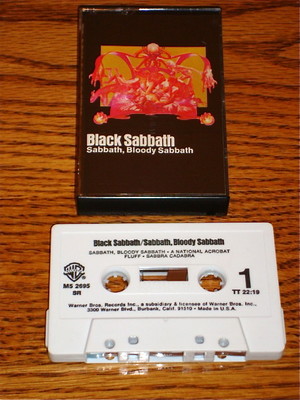 Black Sabbath
Sabbath, Bloody Sabbath
Black Sabbath/Sabbath, Bloody Sabbath
SABBATH, BLOODY SABBATH • A NATIONAL ACROBAT
FLUFF • SABBRA CADABRA
MS 2695
SR
1
TT 22:19
Warner Bros. Records Inc., a subsidiary & licensee of Warner Bros. Inc.,
3300 Warner Blvd., Burbank, Calif. 91510 • Made in U.S.A.